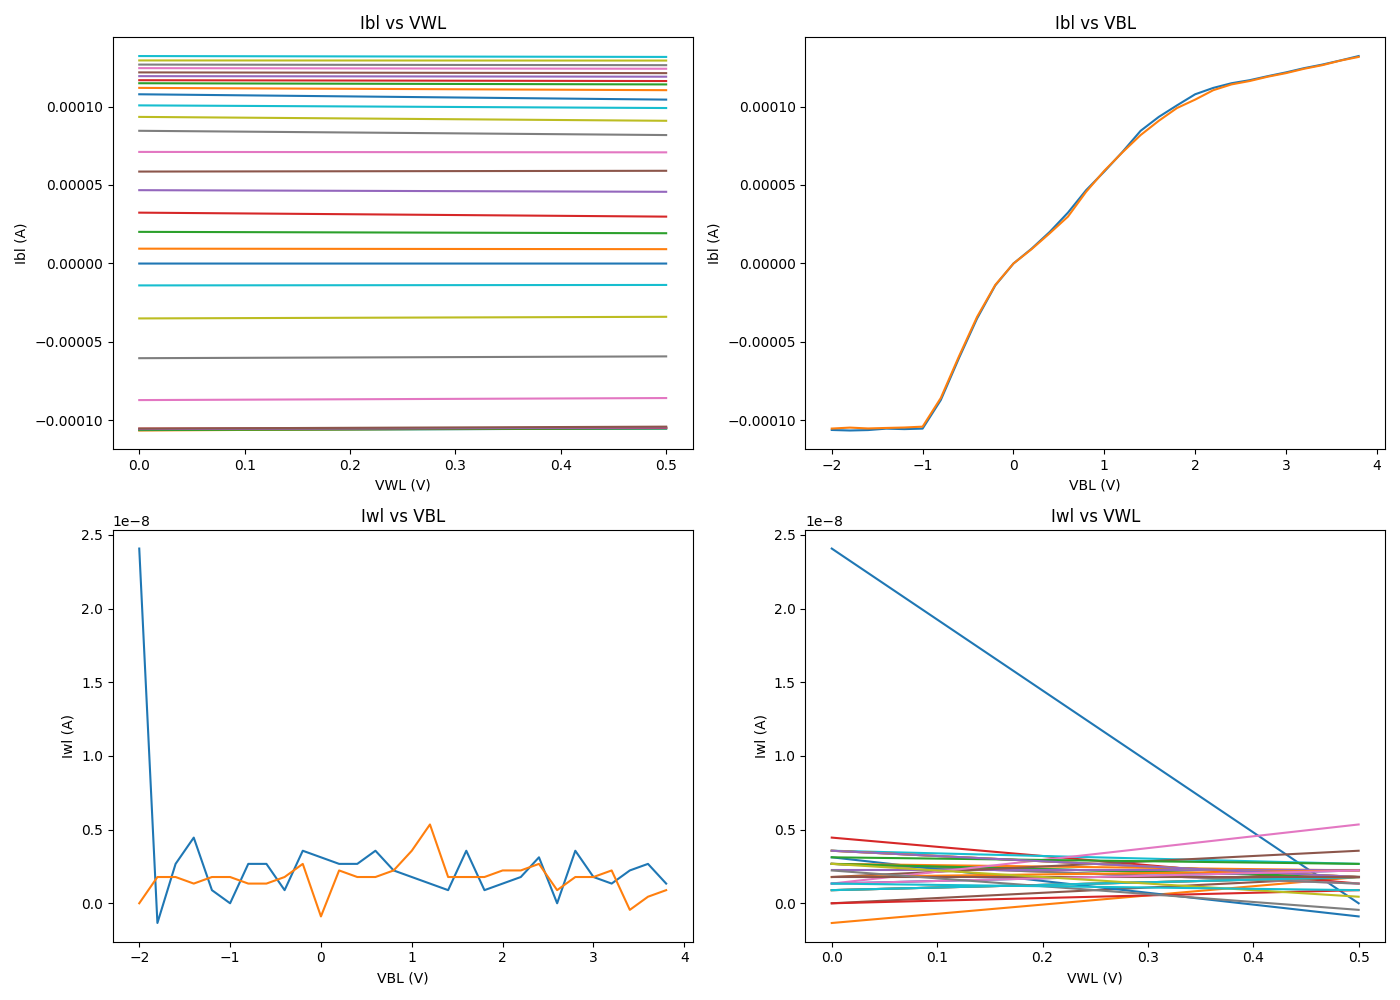 Ibl vs VWL
Ibl (A)
0.00010
0.00005
0.00000
−0.00005
−0.00010
0.0 0.1 0.2 0.3 0.4 0.5
VWL (V)
Ibl vs VBL
Ibl (A)
0.00010
0.00005
0.00000
−0.00005
−0.00010
−2 −1 0 1 2 3 4
VBL (V)
Iwl vs VBL
1e−8
Iwl (A)
2.5
2.0
1.5
1.0
0.5
0.0
−2 −1 0 1 2 3 4
VBL (V)
Iwl vs VWL
1e−8
Iwl (A)
2.5
2.0
1.5
1.0
0.5
0.0
0.0 0.1 0.2 0.3 0.4 0.5
VWL (V)